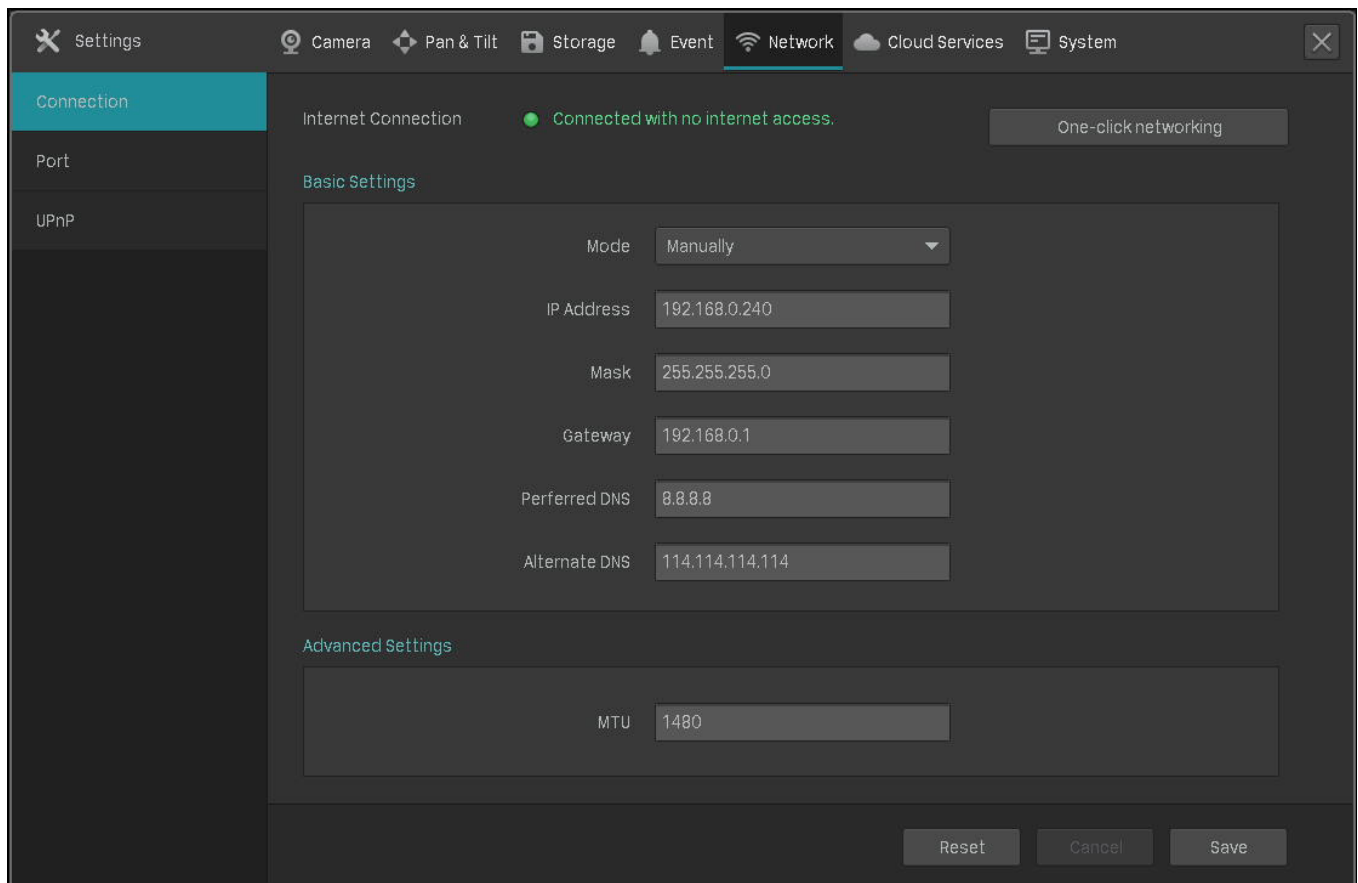 Settings
Camera
Pan & Tilt
Storage
Event
Network
Cloud Services
System
Connection
Port
UPnP
Internet Connection
Connected with no internet access.
One-click networking
Basic Settings
Mode
Manually
IP Address
192.168.0.240
Mask
255.255.255.0
Gateway
192.168.0.1
Perferred DNS
8.8.8.8
Alternate DNS
114.114.114.114
Advanced Settings
MTU
1480
Reset
Cancel
Save